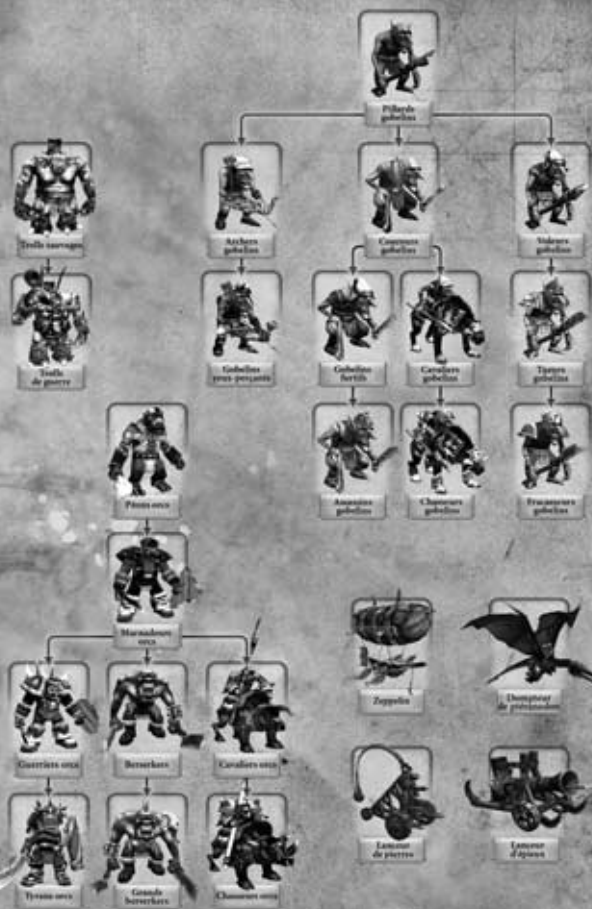 Pillards
gobelins
Trolls sauvages
Archers
gobelins
Coureurs
gobelins
Voleurs
gobelins
Trolls
de guerre
Gobelins
yeux-perçants
Gobelins
furtifs
Cavaliers
gobelins
Tueurs
gobelins
Péons orcs
Assassins
gobelins
Chasseurs
gobelins
Fracasseurs
gobelins
Maraudeurs
orcs
Zeppelin
Dompteur
de ptéranodon
Guerriers orcs
Berserkers
Cavaliers orcs
Lanceur
de pierres
Lanceur
d'épieux
Tyrans orcs
Grands
berserkers
Chasseurs orcs